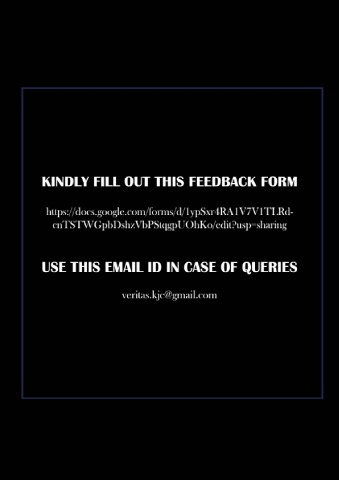 KINDLY FILL OUT THIS FEEDBACK FORM
https://docs.google.com/forms/d/1ypSxr4RA1V7V1TLRd-
cnTSTWGpbDshzVbPStqgpUOhKo/edit?usp=sharing
USE THIS EMAIL ID IN CASE OF QUERIES
veritas.kjc@gmail.com